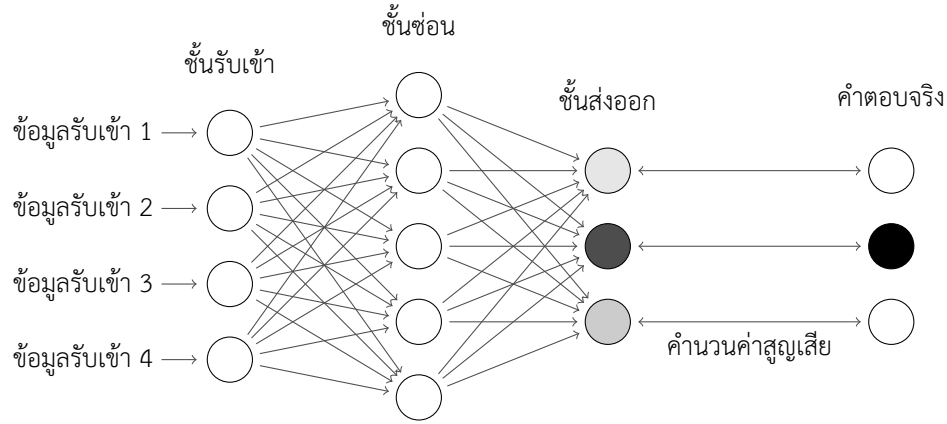 ชั้นซ่อน
ชั้นรับเข้า
ชั้นส่งออก
คำตอบจริง
ข้อมูลรับเข้า 1
ข้อมูลรับเข้า 2
ข้อมูลรับเข้า 3
ข้อมูลรับเข้า 4
คำนวนค่าสูญเสีย